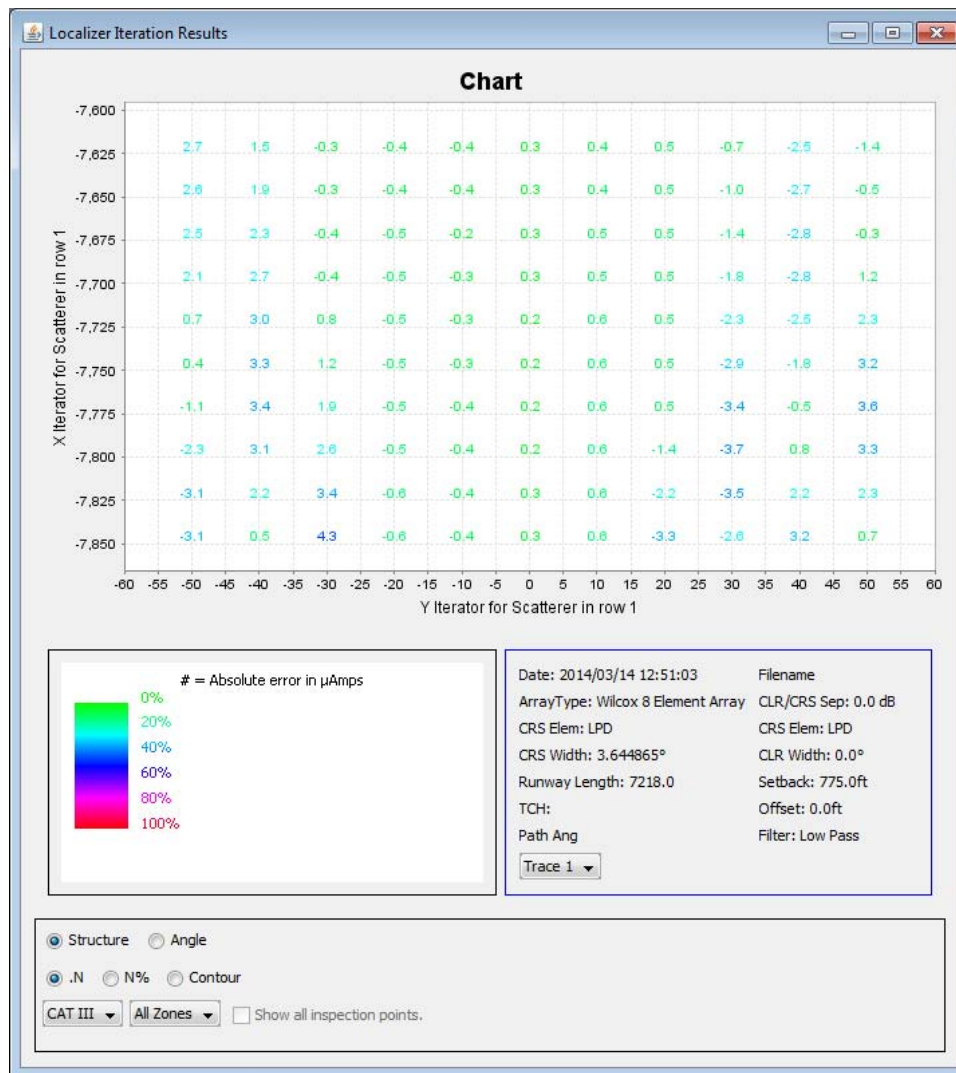 Localizer Iteration Results
Chart
X Iterator for Scatterer in row 1
-7,600
-7,625 2.7 1.5 -0.3 -0.4 -0.4 0.3 0.4 0.5 -0.7 -2.5 -1.4
-7,650 2.6 1.9 -0.3 -0.4 -0.4 0.3 0.4 0.5 -1.0 -2.7 -0.5
-7,675 2.5 2.3 -0.4 -0.5 -0.2 0.3 0.5 0.5 -1.4 -2.8 -0.3
-7,700 2.1 2.7 -0.4 -0.5 -0.3 0.3 0.5 0.5 -1.8 -2.8 1.2
-7,725 0.7 3.0 0.8 -0.5 -0.3 0.2 0.6 0.5 -2.3 -2.5 2.3
-7,750 0.4 3.3 1.2 -0.5 -0.3 0.2 0.6 0.5 -2.9 -1.8 3.2
-7,775 -1.1 3.4 1.9 -0.5 -0.4 0.2 0.6 0.5 -3.4 -0.5 3.6
-7,800 -2.3 3.1 2.6 -0.5 -0.4 0.2 0.6 -1.4 -3.7 0.8 3.3
-7,825 -3.1 2.2 3.4 -0.6 -0.4 0.3 0.6 -2.2 -3.5 2.2 2.3
-7,850 -3.1 0.5 4.3 -0.6 -0.4 0.3 0.6 -3.3 -2.6 3.2 0.7
-60 -55 -50 -45 -40 -35 -30 -25 -20 -15 -10 -5 0 5 10 15 20 25 30 35 40 45 50 55 60
Y Iterator for Scatterer in row 1
# = Absolute error in µAmps
0%
20%
40%
60%
80%
100%
Date: 2014/03/14 12:51:03 Filename
ArrayType: Wilcox 8 Element Array CLR/CRS Sep: 0.0 dB
CRS Elem: LPD CRS Elem: LPD
CRS Width: 3.644865° CLR Width: 0.0°
Runway Length: 7218.0 Setback: 775.0ft
TCH: Offset: 0.0ft
Path Ang Filter: Low Pass
Trace 1
Structure Angle
.N N% Contour
CAT III All Zones Show all inspection points.